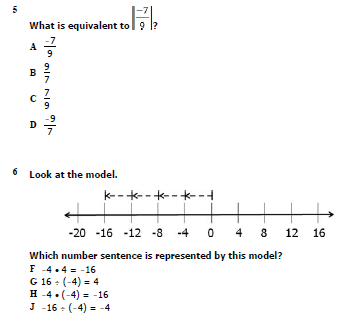 5
What is equivalent to |-7/9|?
A -7/9
B 9/7
C 7/9
D -9/7
6 Look at the model.
-20 -16 -12 -8 -4 0 4 8 12 16
Which number sentence is represented by this model?
F -4 • 4 = -16
G 16 ÷ (-4) = 4
H -4 • (-4) = -16
J -16 ÷ (-4) = -4